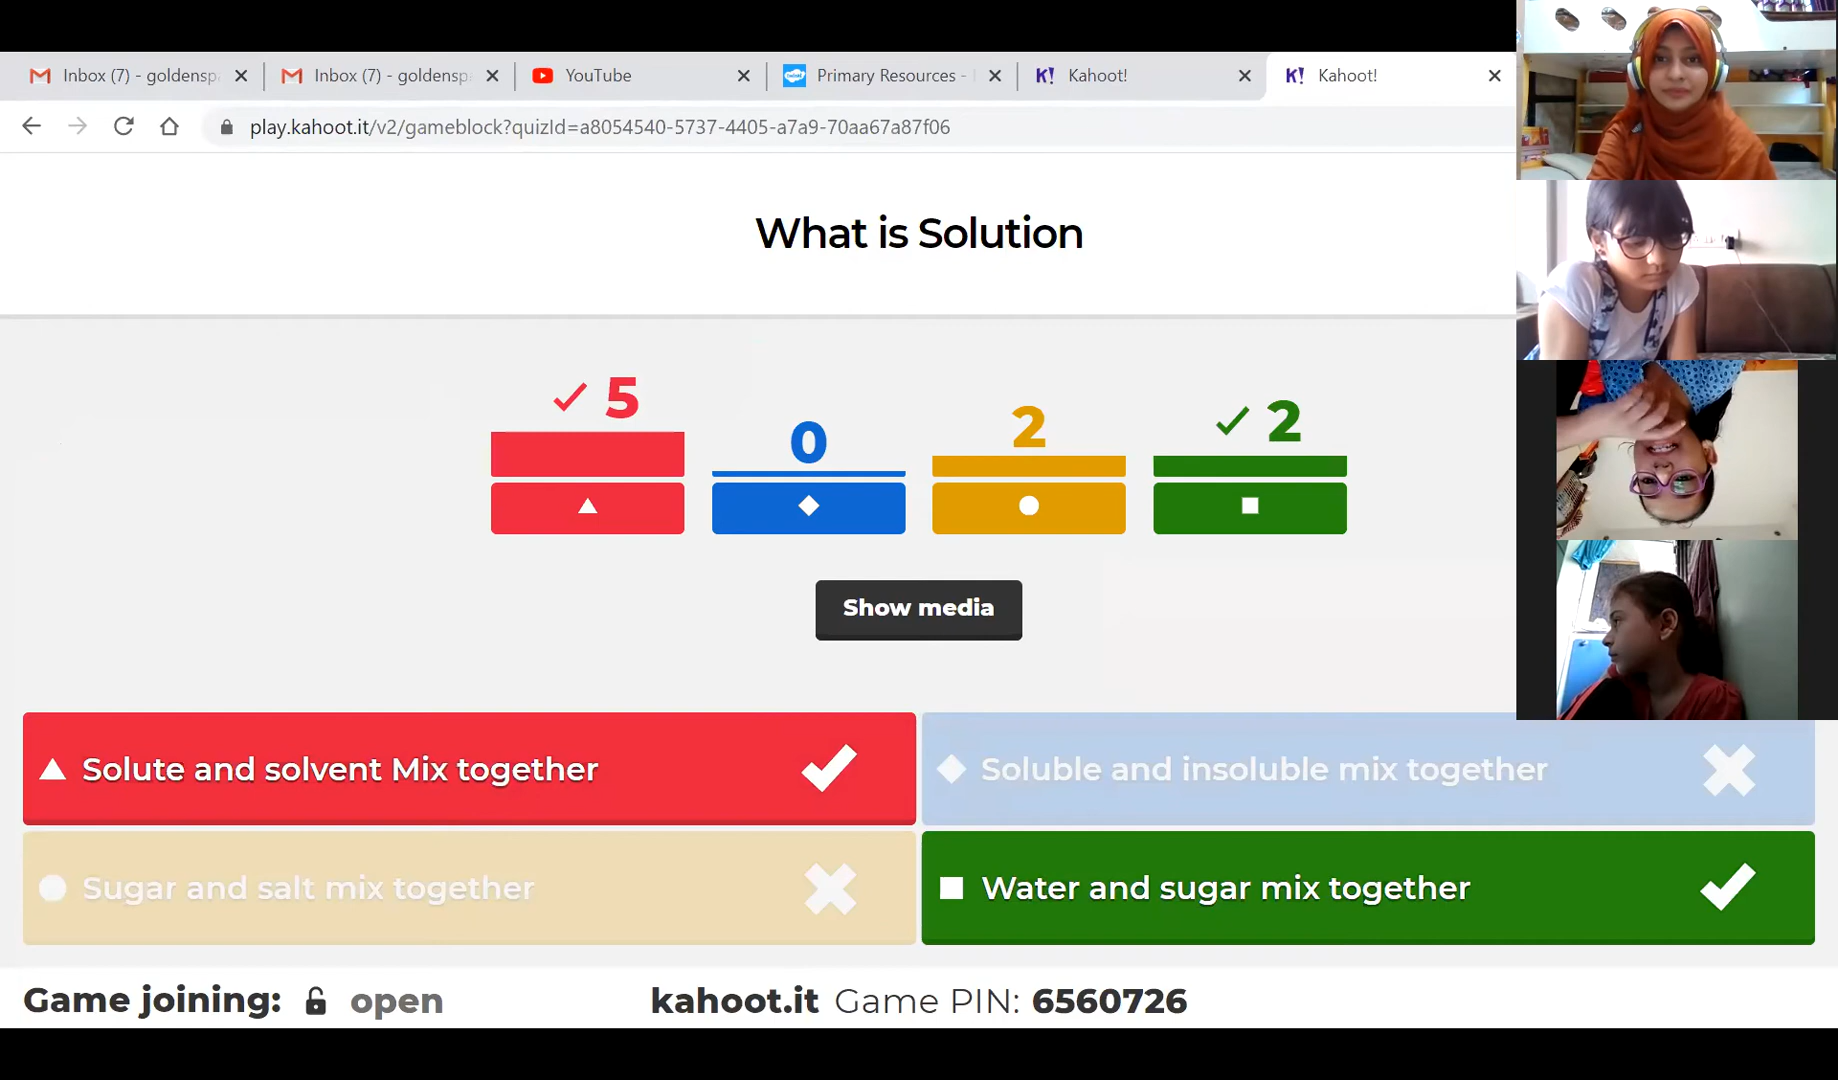 Inbox (7) - goldensp
Inbox (7) - goldensp
YouTube
Primary Resources -
K! Kahoot!
K! Kahoot!
play.kahoot.it/v2/gameblock?quizId=a8054540-5737-4405-a7a9-70aa67a87f06
What is Solution
5
0
2
2
Show media
Solute and solvent Mix together
Soluble and insoluble mix together
Sugar and salt mix together
Water and sugar mix together
Game joining: open
kahoot.it Game PIN: 6560726